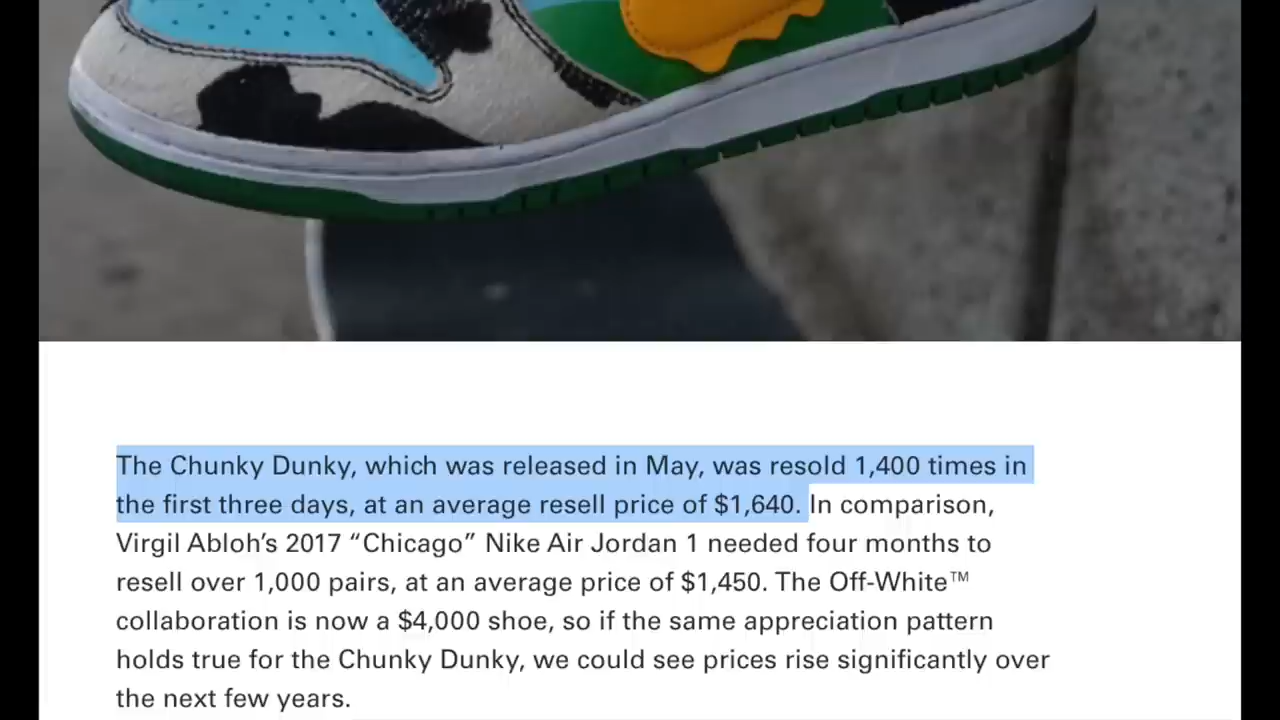 The Chunky Dunky, which was released in May, was resold 1,400 times in
the first three days, at an average resell price of $1,640. In comparison,
Virgil Abloh’s 2017 “Chicago” Nike Air Jordan 1 needed four months to
resell over 1,000 pairs, at an average price of $1,450. The Off-White™
collaboration is now a $4,000 shoe, so if the same appreciation pattern
holds true for the Chunky Dunky, we could see prices rise significantly over
the next few years.